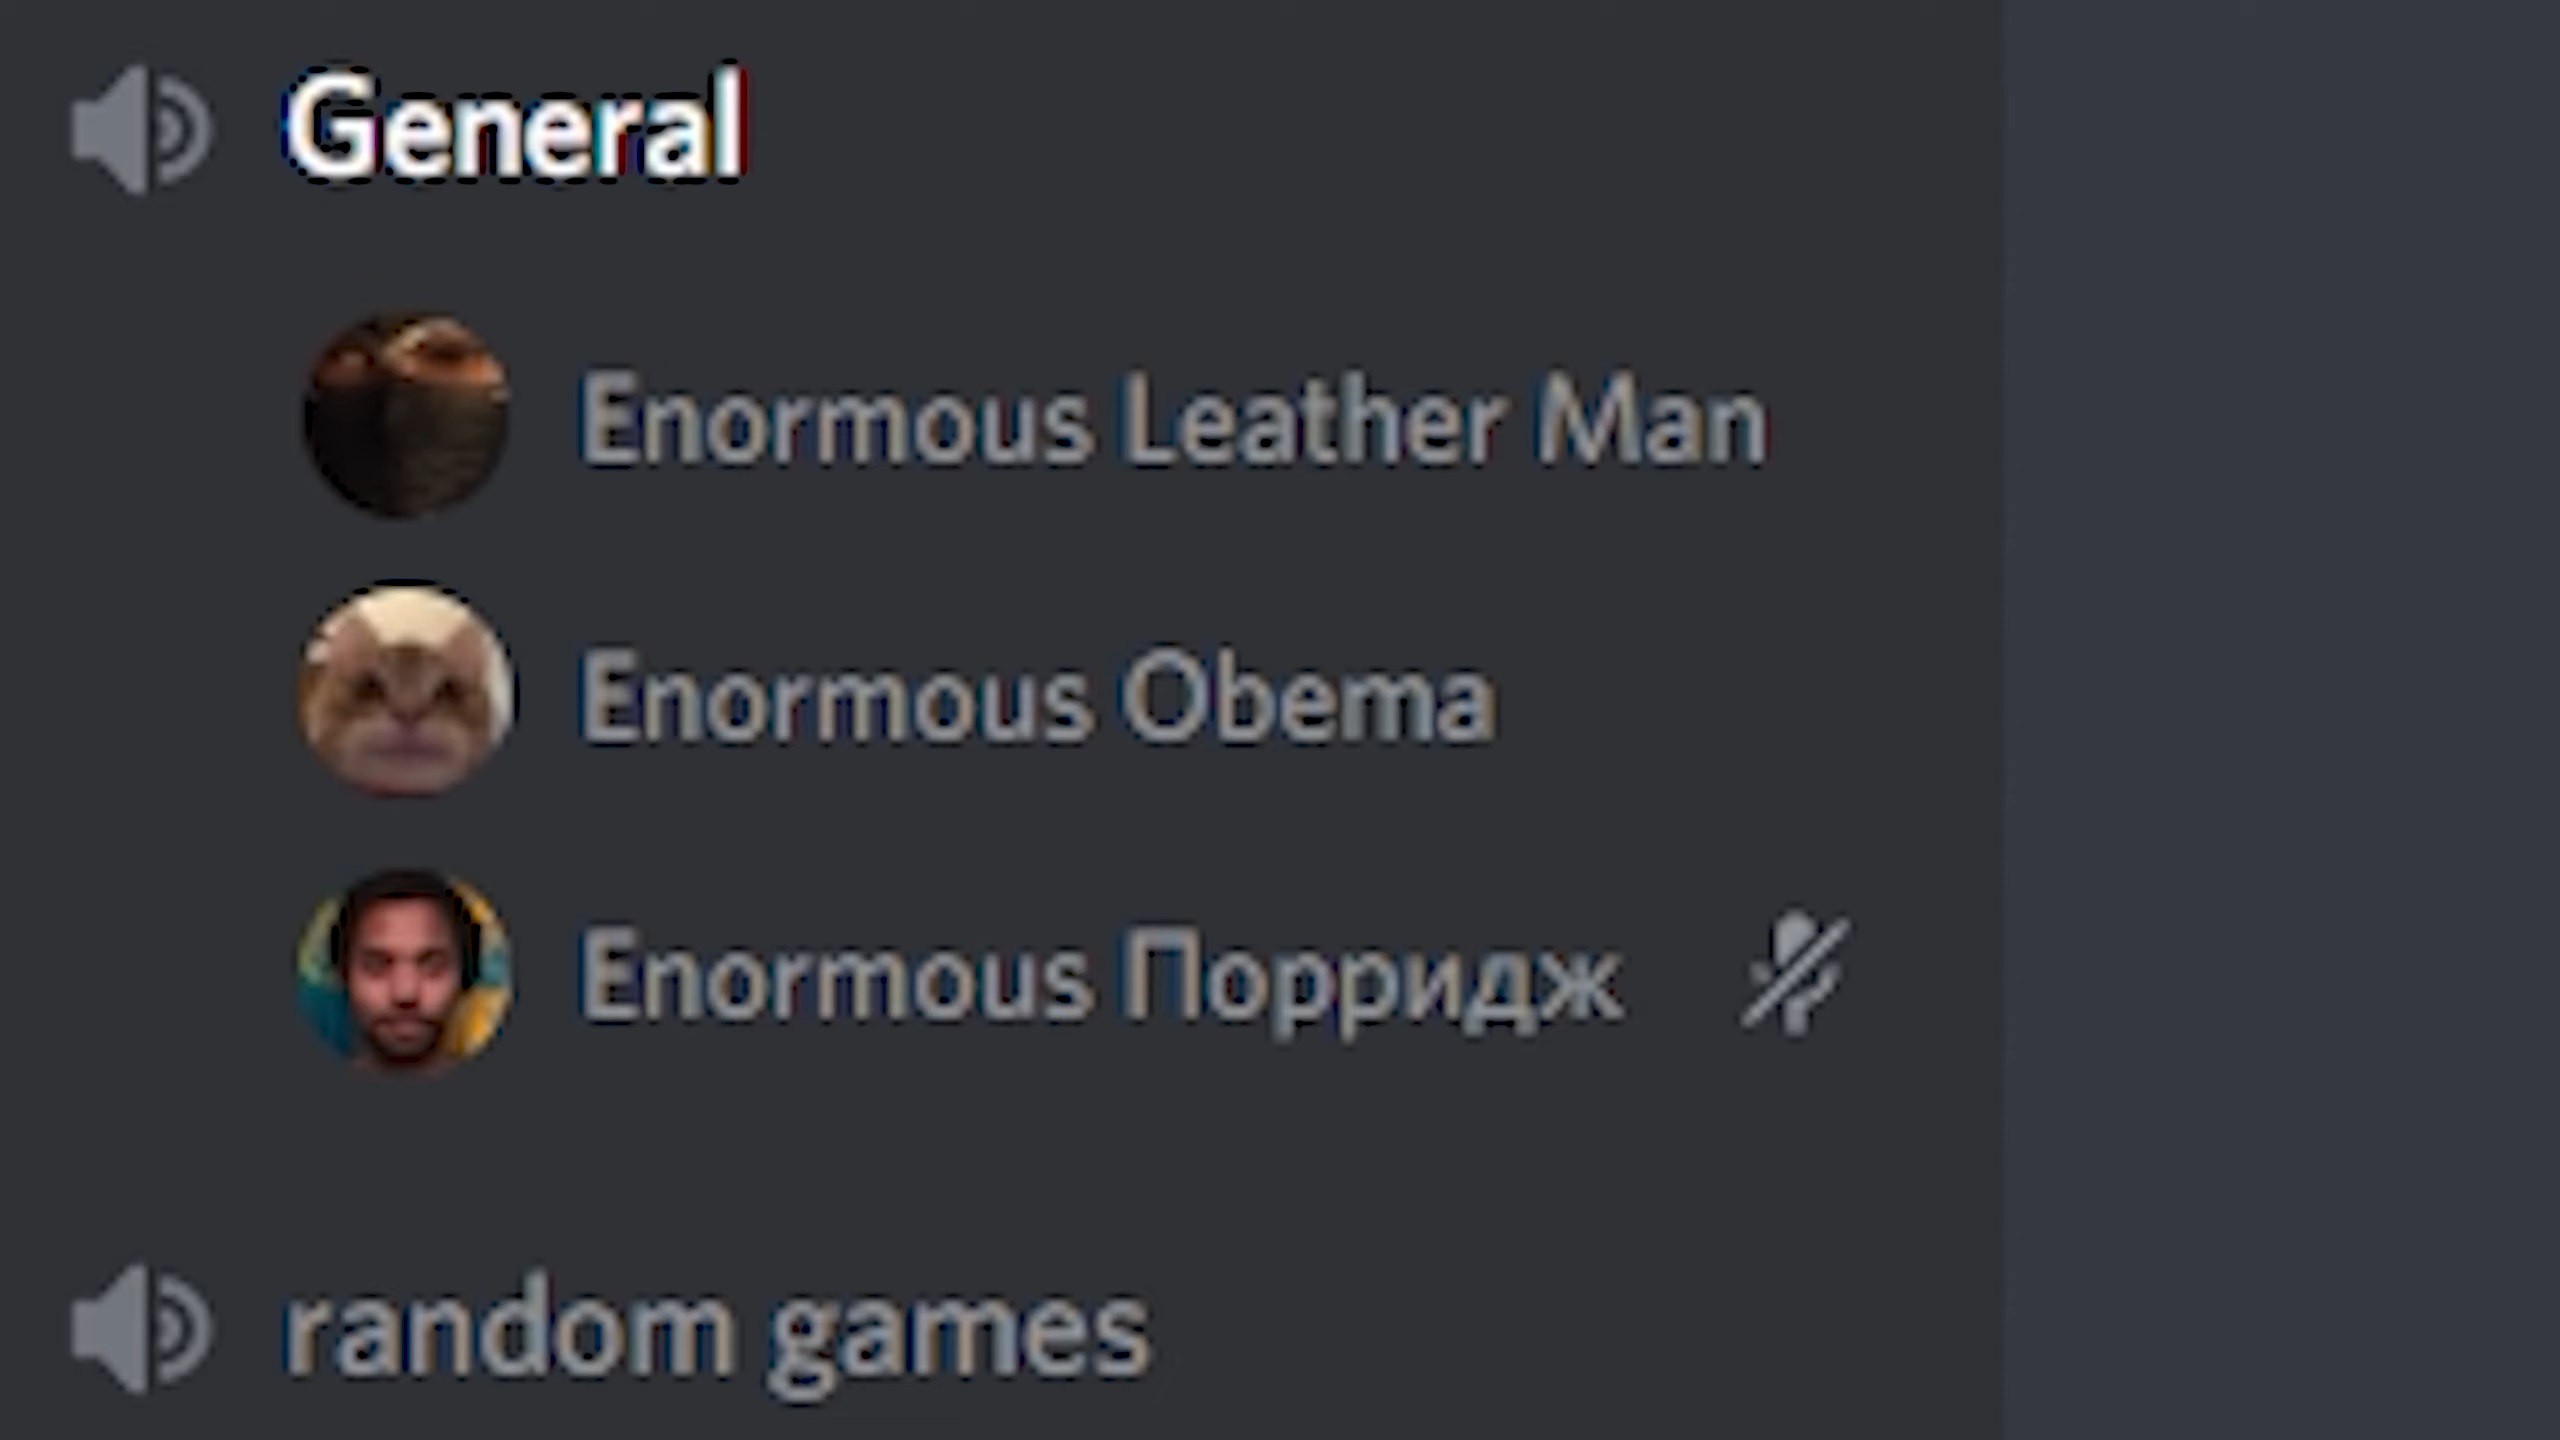 General
Enormous Leather Man
Enormous Obema
Enormous Порридж
random games